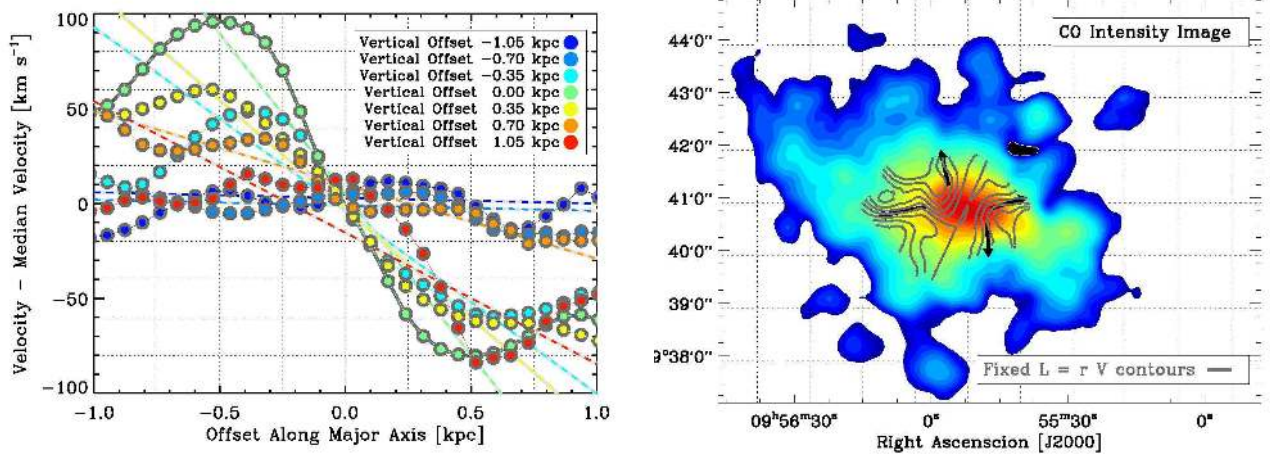 Velocity - Median Velocity [km s⁻¹]
100
50
0
-50
-100
Vertical Offset -1.05 kpc
Vertical Offset -0.70 kpc
Vertical Offset -0.35 kpc
Vertical Offset 0.00 kpc
Vertical Offset 0.35 kpc
Vertical Offset 0.70 kpc
Vertical Offset 1.05 kpc
-1.0 -0.5 0.0 0.5 1.0
Offset Along Major Axis [kpc]
CO Intensity Image
44'0"
43'0"
42'0"
41'0"
40'0"
39'0"
9°38'0"
Fixed L = r V contours
09ʰ56ᵐ30ˢ 0ˢ 55ᵐ30ˢ 0ˢ
Right Ascenscion [J2000]